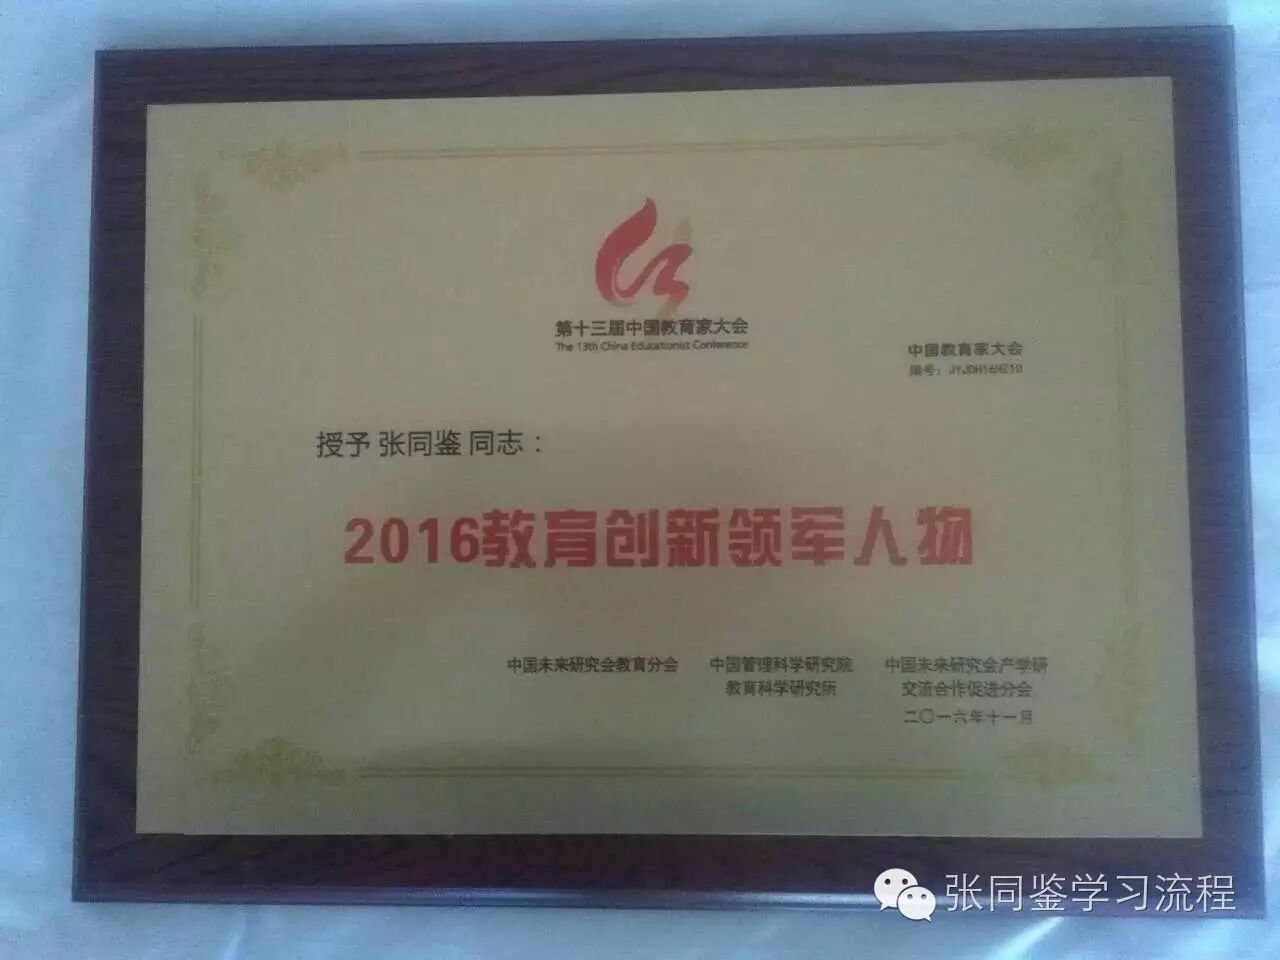 第十三届中国教育家大会
The 13th China Educationist Conference
中国教育家大会
编号：JYJDH16HZ10
授予 张同鉴 同志：
2016教育创新领军人物
中国未来研究会教育分会
中国管理科学研究院
教育科学研究所
中国未来研究会产学研
交流合作促进分会
二〇一六年十一月
张同鉴学习流程